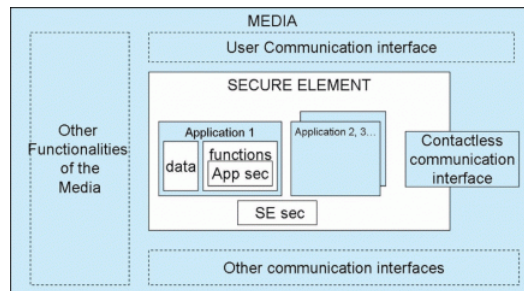 MEDIA
User Communication interface
Other
Functionalities
of the
Media
SECURE ELEMENT
Application 1
data
functions
App sec
Application 2, 3...
SE sec
Contactless
communication
interface
Other communication interfaces